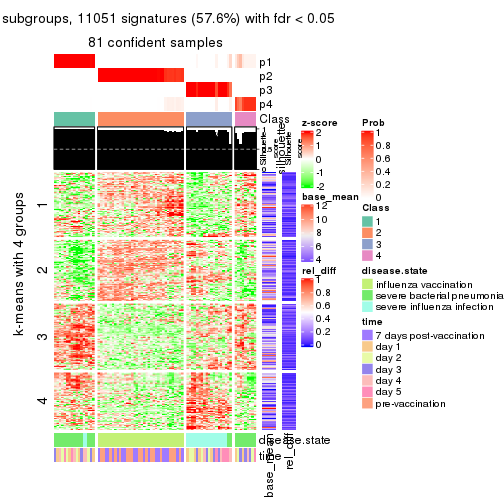 subgroups, 11051 signatures (57.6%) with fdr < 0.05
81 confident samples
p1
p2
p3
p4
Class
silhouette
score
k-means with 4 groups
1
2
3
4
base_mean
rel_diff
disease.state
time
z-score
2
1
0
-1
-2
base_mean
12
10
8
6
4
rel_diff
1
0.8
0.6
0.4
0.2
0
Prob
1
0.8
0.6
0.4
0.2
0
Class
1
2
3
4
disease.state
influenza vaccination
severe bacterial pneumonia
severe influenza infection
time
7 days post-vaccination
day 1
day 2
day 3
day 4
day 5
pre-vaccination